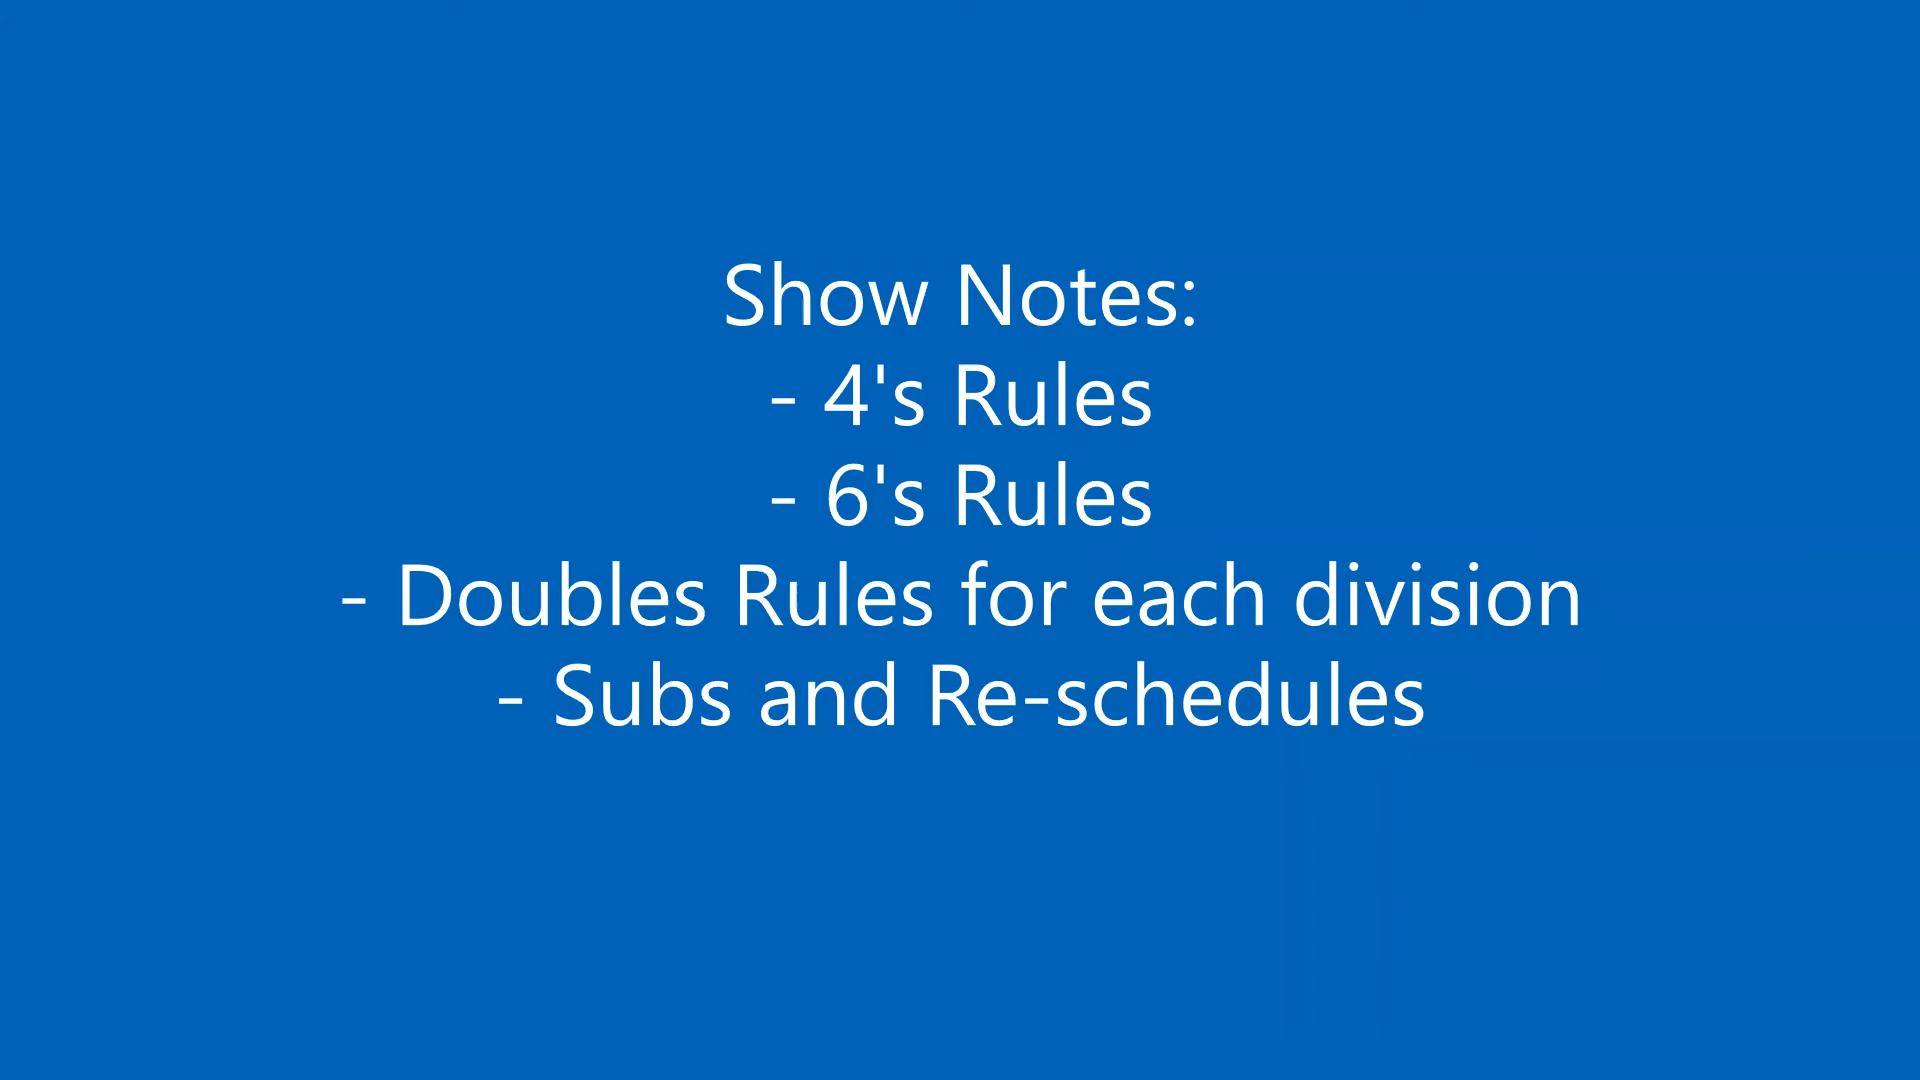 Show Notes:
- 4's Rules
- 6's Rules
- Doubles Rules for each division
- Subs and Re-schedules